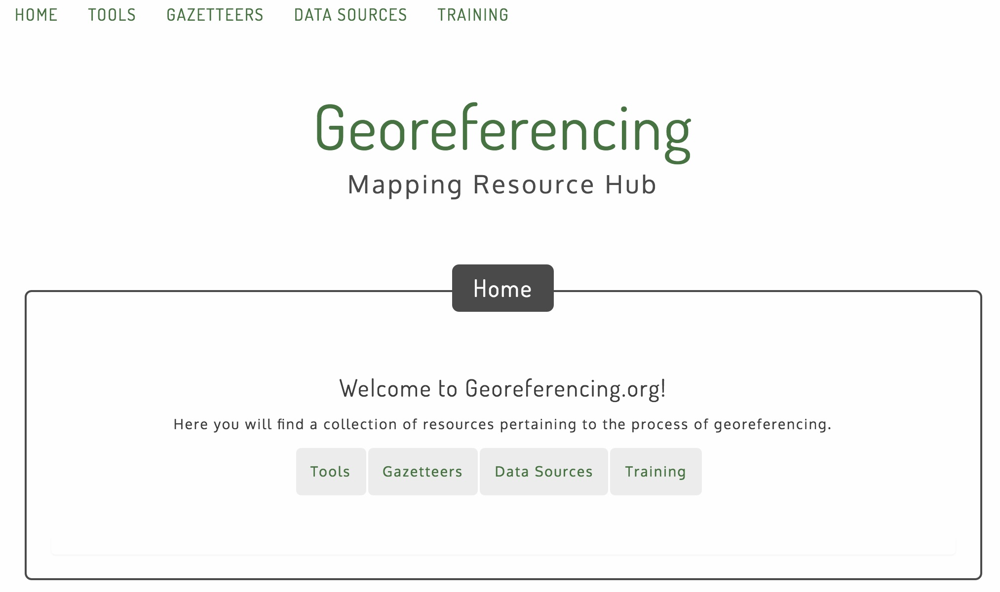 HOME TOOLS GAZETTEERS DATA SOURCES TRAINING
Georeferencing
Mapping Resource Hub
Home
Welcome to Georeferencing.org!
Here you will find a collection of resources pertaining to the process of georeferencing.
Tools Gazetteers Data Sources Training